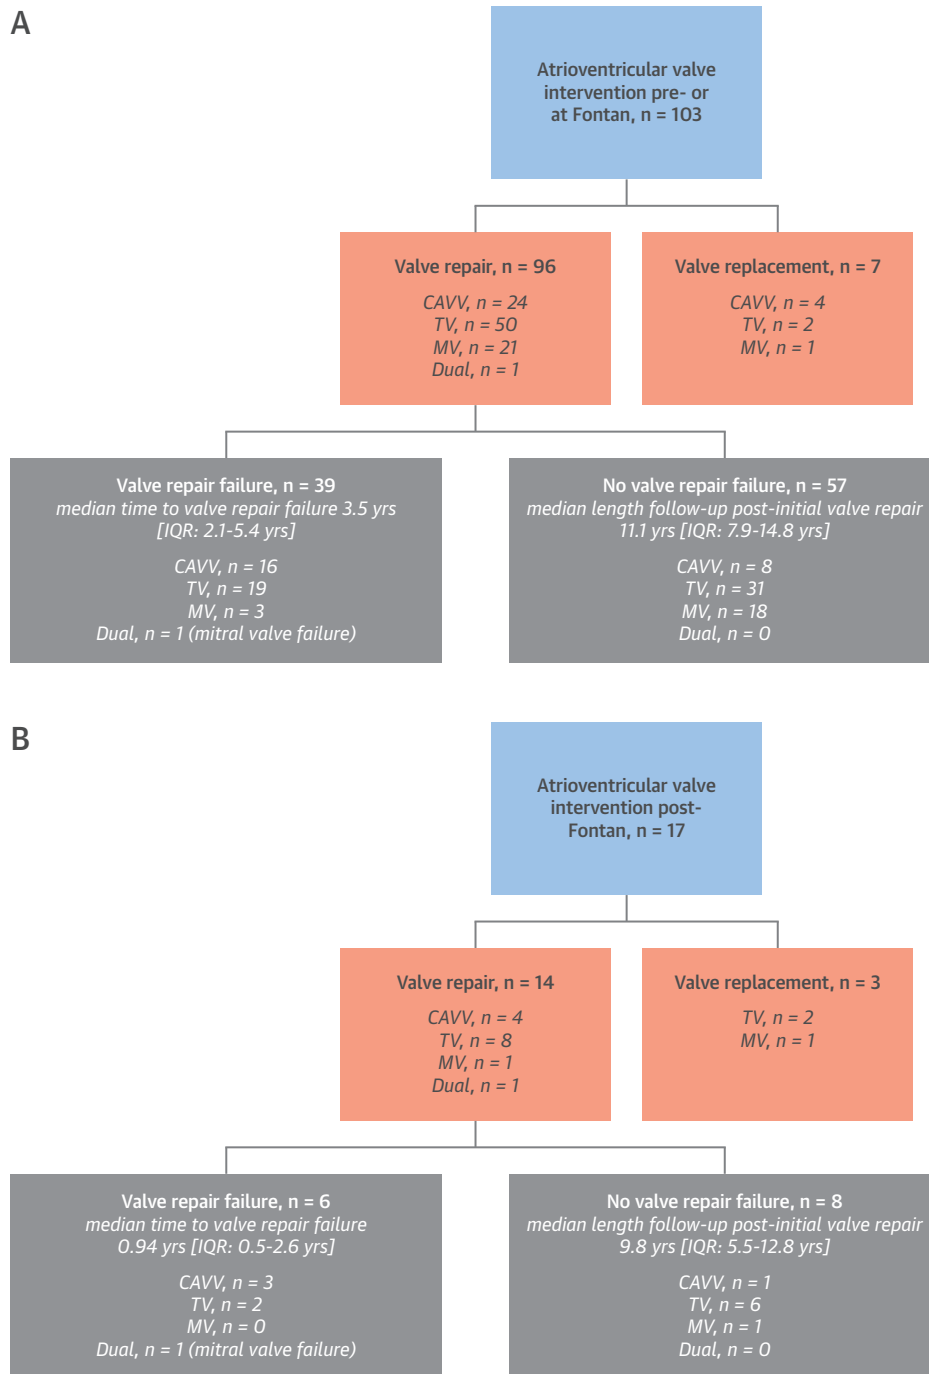 A
Atrioventricular valve
intervention pre- or
at Fontan, n = 103
Valve repair, n = 96
CAVV, n = 24
TV, n = 50
MV, n = 21
Dual, n = 1
Valve replacement, n = 7
CAVV, n = 4
TV, n = 2
MV, n = 1
Valve repair failure, n = 39
median time to valve repair failure 3.5 yrs
[IQR: 2.1-5.4 yrs]
CAVV, n = 16
TV, n = 19
MV, n = 3
Dual, n = 1 (mitral valve failure)
No valve repair failure, n = 57
median length follow-up post-initial valve repair
11.1 yrs [IQR: 7.9-14.8 yrs]
CAVV, n = 8
TV, n = 31
MV, n = 18
Dual, n = 0
B
Atrioventricular valve
intervention post-
Fontan, n = 17
Valve repair, n = 14
CAVV, n = 4
TV, n = 8
MV, n = 1
Dual, n = 1
Valve replacement, n = 3
TV, n = 2
MV, n = 1
Valve repair failure, n = 6
median time to valve repair failure
0.94 yrs [IQR: 0.5-2.6 yrs]
CAVV, n = 3
TV, n = 2
MV, n = 0
Dual, n = 1 (mitral valve failure)
No valve repair failure, n = 8
median length follow-up post-initial valve repair
9.8 yrs [IQR: 5.5-12.8 yrs]
CAVV, n = 1
TV, n = 6
MV, n = 1
Dual, n = 0